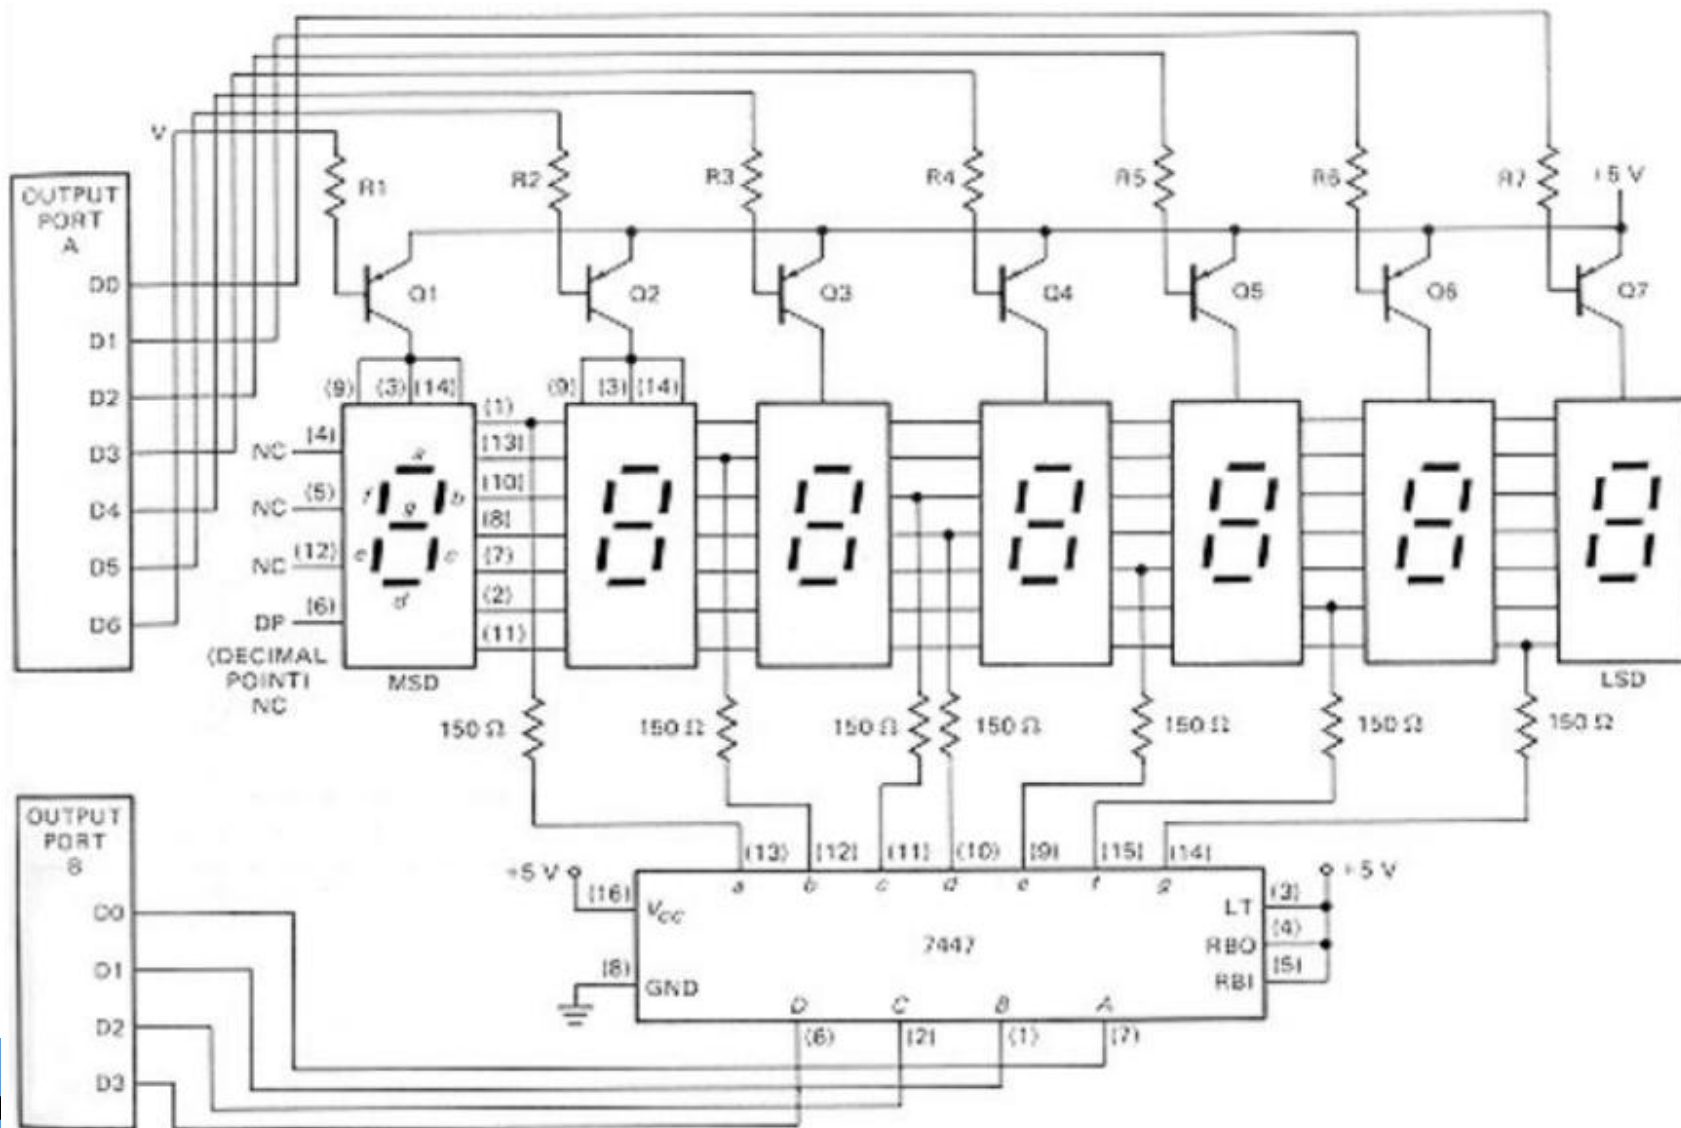 V
OUTPUT
PORT
A
D0
D1
D2
D3
D4
D5
D6
R1
R2
R3
R4
R5
R6
R7
+5 V
Q1
Q2
Q3
Q4
Q5
Q6
Q7
(9) (3) (14)
(9) (3) (14)
(1)
(13)
(10)
(8)
(7)
(2)
(11)
NC (4)
NC (5)
NC (12)
DP (6)
(DECIMAL
POINT)
NC
a
f
b
g
e
c
d
MSD
LSD
150 Ω
150 Ω
150 Ω
150 Ω
150 Ω
150 Ω
150 Ω
OUTPUT
PORT
B
D0
D1
D2
D3
+5 V
(13) (12) (11) (10) (9) (15) (14)
a b c d e f g
+5 V
(16) VCC
(8) GND
7447
LT (3)
RBO (4)
RBI (5)
D C B A
(6) (2) (1) (7)